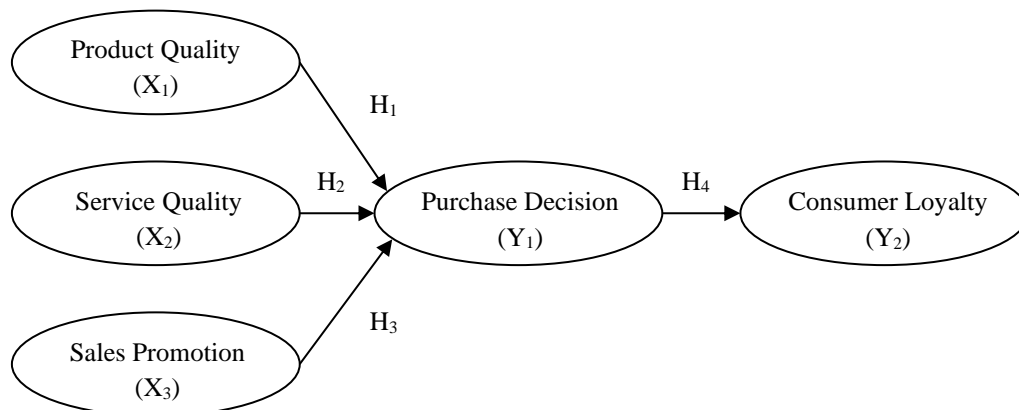 Product Quality
(X₁)
H₁
Service Quality
(X₂)
H₂
Purchase Decision
(Y₁)
H₄
Consumer Loyalty
(Y₂)
H₃
Sales Promotion
(X₃)